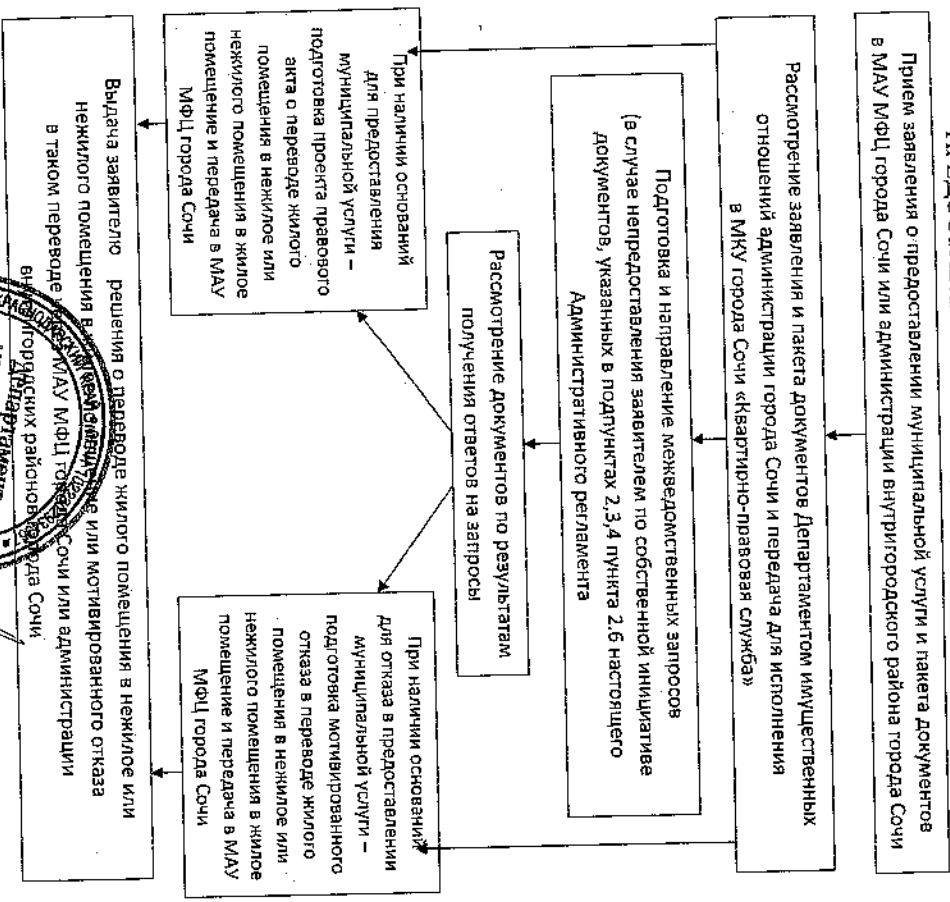 Прием заявления о предоставлении муниципальной услуги и пакета документов
в МАУ МФЦ города Сочи или администрации внутригородского района города Сочи
Рассмотрение заявления и пакета документов Департаментом имущественных
отношений администрации города Сочи и передача для исполнения
в МКУ города Сочи «Квартирно-правовая служба»
Подготовка и направление межведомственных запросов
(в случае непредоставления заявителем по собственной инициативе
документов, указанных в подпунктах 2,3,4 пункта 2.6 настоящего
Административного регламента
Рассмотрение документов по результатам
получения ответов на запросы
При наличии оснований
для предоставления
муниципальной услуги –
подготовка проекта правового
акта о переводе жилого
помещения в нежилое или
нежилого помещения в жилое
помещение и передача в МАУ
МФЦ города Сочи
При наличии оснований
для отказа в предоставлении
муниципальной услуги –
подготовка мотивированного
отказа в переводе жилого
помещения в нежилое или
нежилого помещения в жилое
помещение и передача в МАУ
МФЦ города Сочи
Выдача заявителю решения о переводе жилого помещения в нежилое или
нежилого помещения в или мотивированного отказа
в таком переводе МАУ МФЦ города Сочи или администрации
внутригородских районов города Сочи
КРАСНОДАРСКИЙ
Департамент